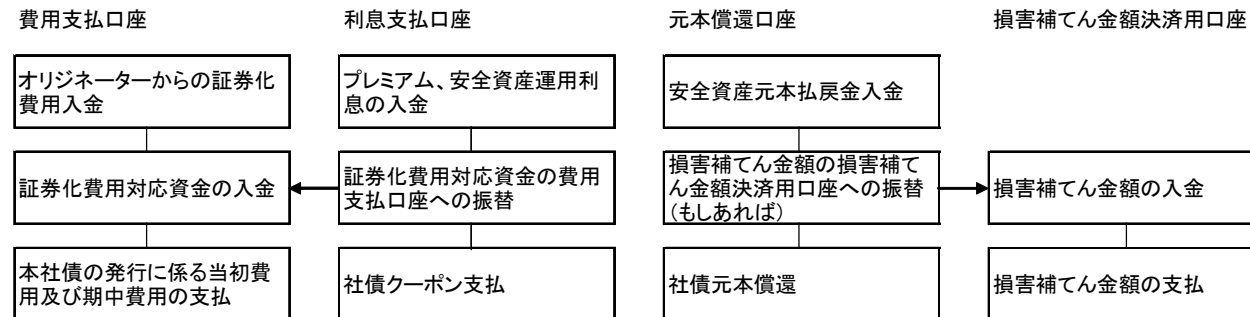 費用支払口座
利息支払口座
元本償還口座
損害補てん金額決済用口座
オリジネーターからの証券化
費用入金
プレミアム、安全資産運用利
息の入金
安全資産元本払戻金入金
証券化費用対応資金の入金
証券化費用対応資金の費用
支払口座への振替
損害補てん金額の損害補て
ん金額決済用口座への振替
(もしあれば)
損害補てん金額の入金
本社債の発行に係る当初費
用及び期中費用の支払
社債クーポン支払
社債元本償還
損害補てん金額の支払